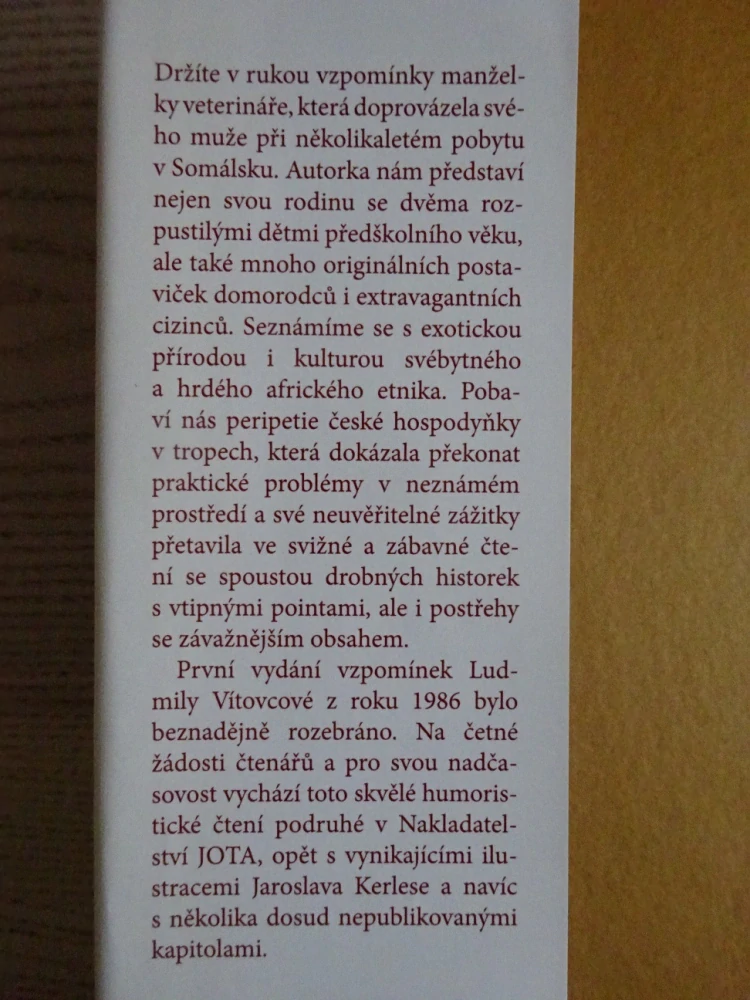 Držíte v rukou vzpomínky manžel-
ky veterináře, která doprovázela své-
ho muže při několikaletém pobytu
v Somálsku. Autorka nám představí
nejen svou rodinu se dvěma roz-
pustilými dětmi předškolního věku,
ale také mnoho originálních posta-
viček domorodců i extravagantních
cizinců. Seznámíme se s exotickou
přírodou i kulturou svébytného
a hrdého afrického etnika. Poba-
ví nás peripetie české hospodyňky
v tropech, která dokázala překonat
praktické problémy v neznámém
prostředí a své neuvěřitelné zážitky
přetavila ve svižné a zábavné čte-
ní se spoustou drobných historek
s vtipnými pointami, ale i postřehy
se závažnějším obsahem.
První vydání vzpomínek Lud-
mily Vítovcové z roku 1986 bylo
beznadějně rozebráno. Na četné
žádosti čtenářů a pro svou nadča-
sovost vychází toto skvělé humoris-
tické čtení podruhé v Nakladatel-
ství JOTA, opět s vynikajícími ilu-
stracemi Jaroslava Kerlese a navíc
s několika dosud nepublikovanými
kapitolami.